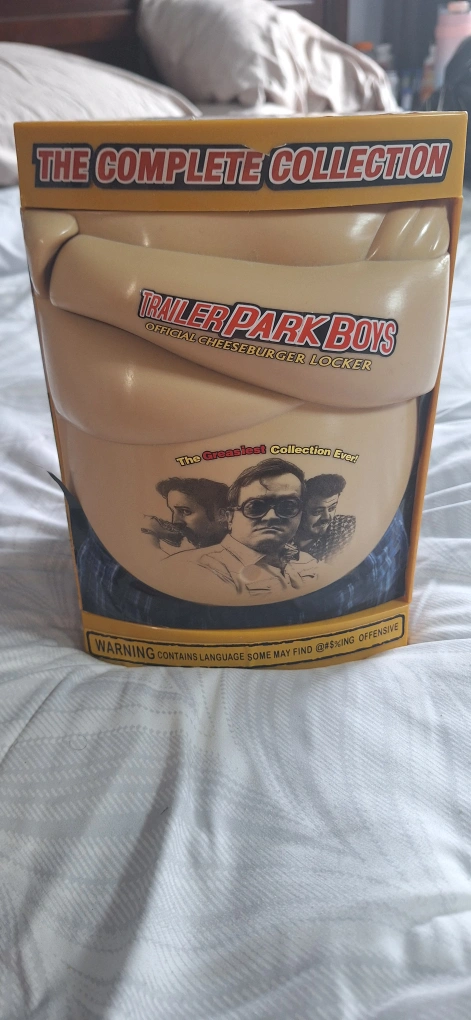 THE COMPLETE COLLECTION
TRAILER PARK BOYS
OFFICIAL CHEESEBURGER LOCKER
The Greasiest Collection Ever!
WARNING CONTAINS LANGUAGE SOME MAY FIND @#$%ING OFFENSIVE